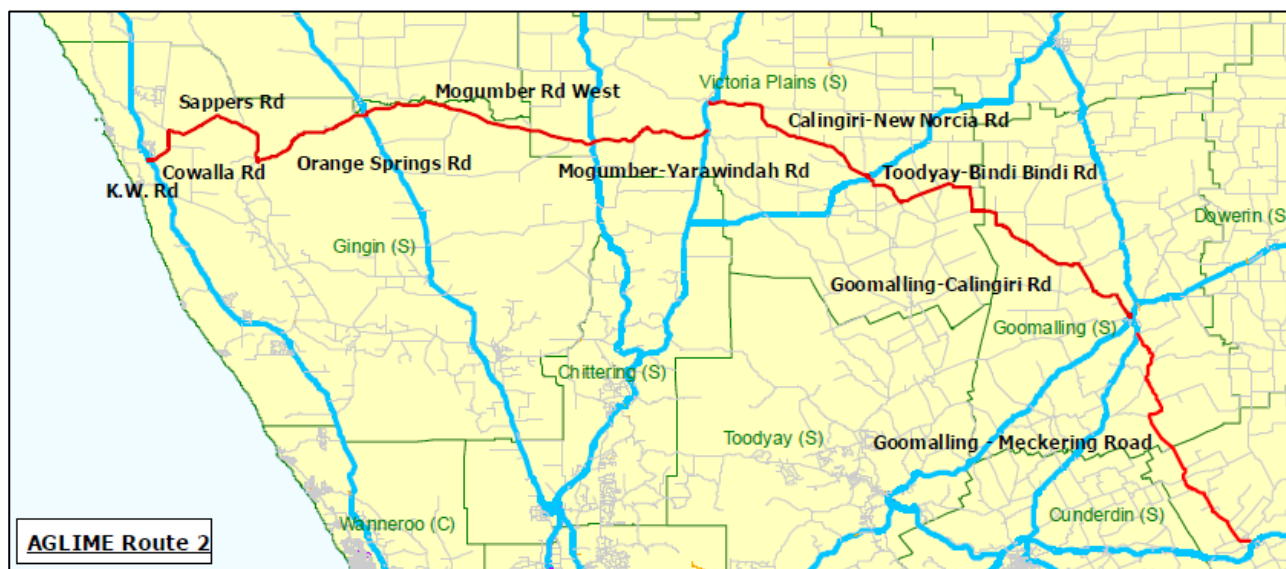 Victoria Plains (S)
Mogumber Rd West
Sappers Rd
Calingiri-New Norcia Rd
Orange Springs Rd
Cowalla Rd
Mogumber-Yarawindah Rd
Toodyay-Bindi Bindi Rd
K.W. Rd
Dowerin (S
Gingin (S)
Goomalling-Calingiri Rd
Goomalling (S)
Chittering (S)
Toodyay (S)
Goomalling - Meckering Road
Cunderdin (S)
Wanneroo (C)
AGLIME Route 2